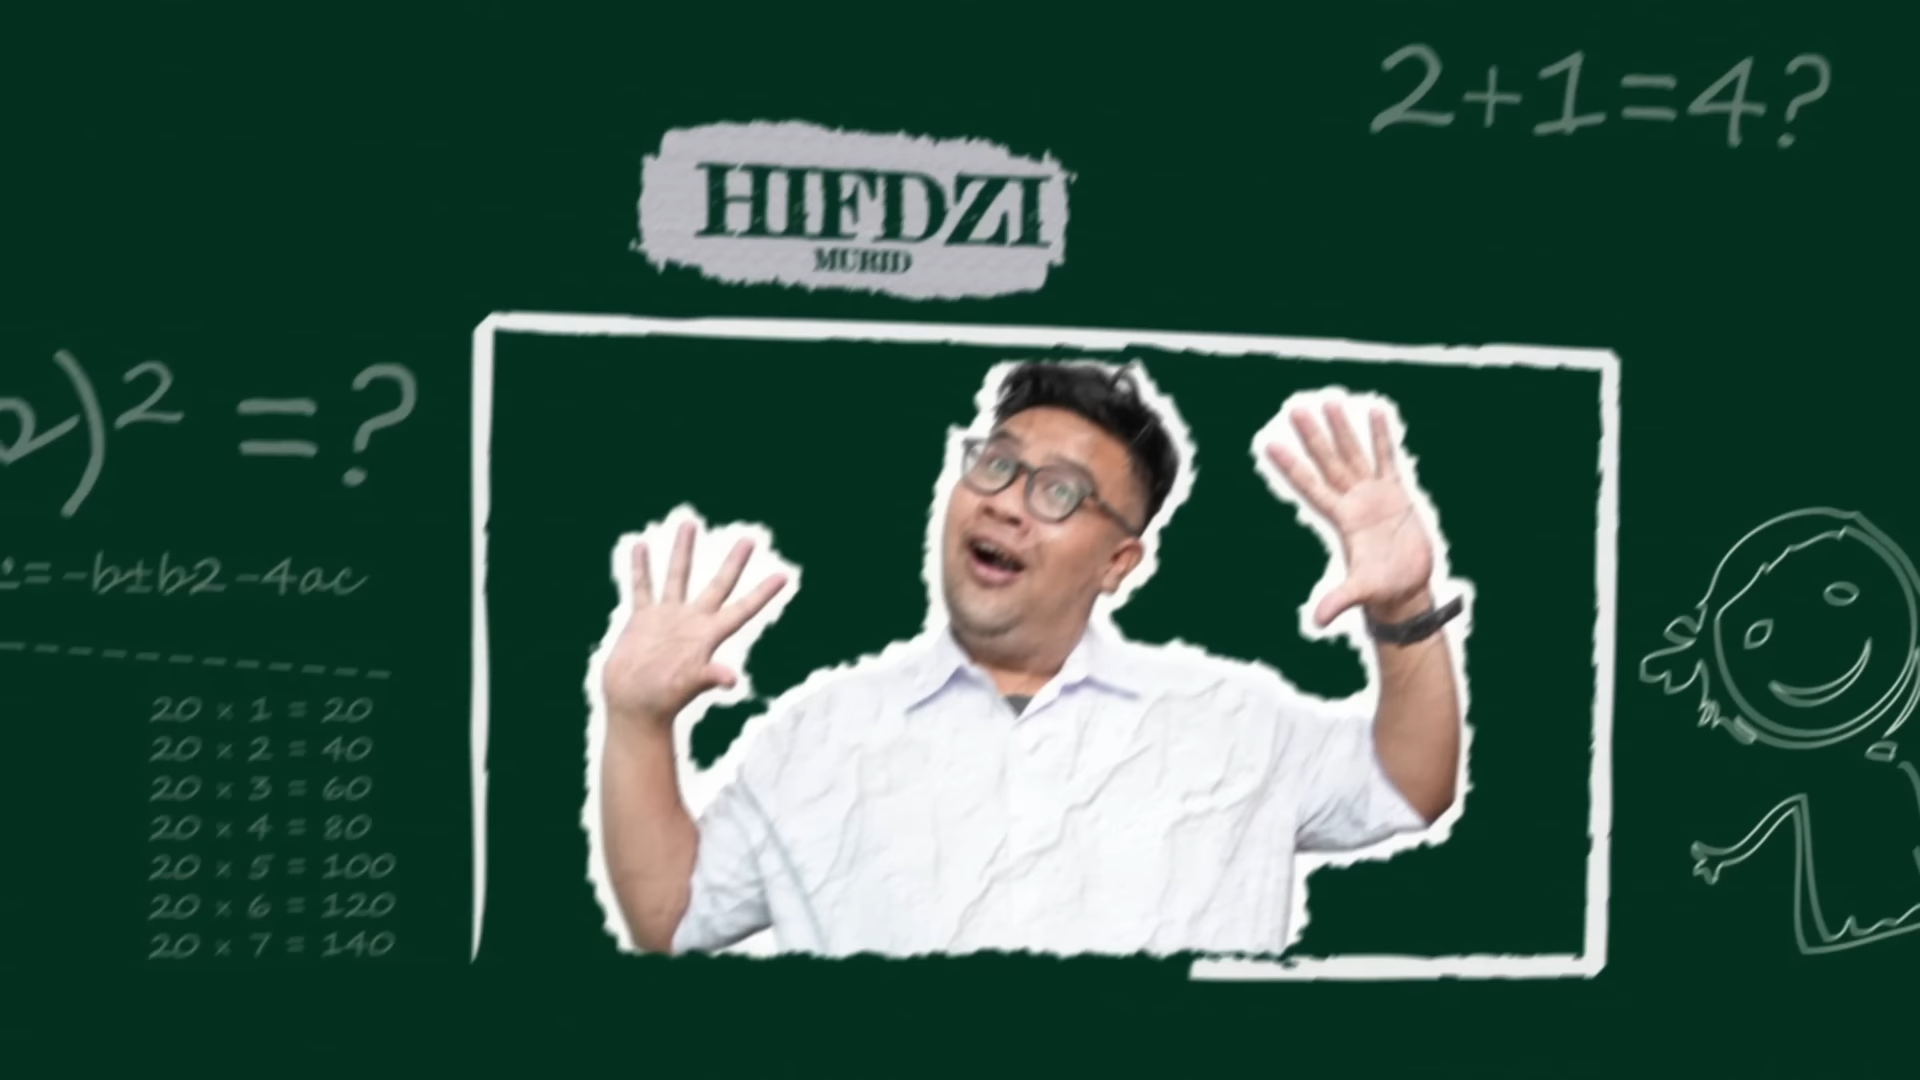 2+1=4?
HIFDZI
MURID
2)² =?
=-b±b2-4ac
20 x 1 = 20
20 x 2 = 40
20 x 3 = 60
20 x 4 = 80
20 x 5 = 100
20 x 6 = 120
20 x 7 = 140